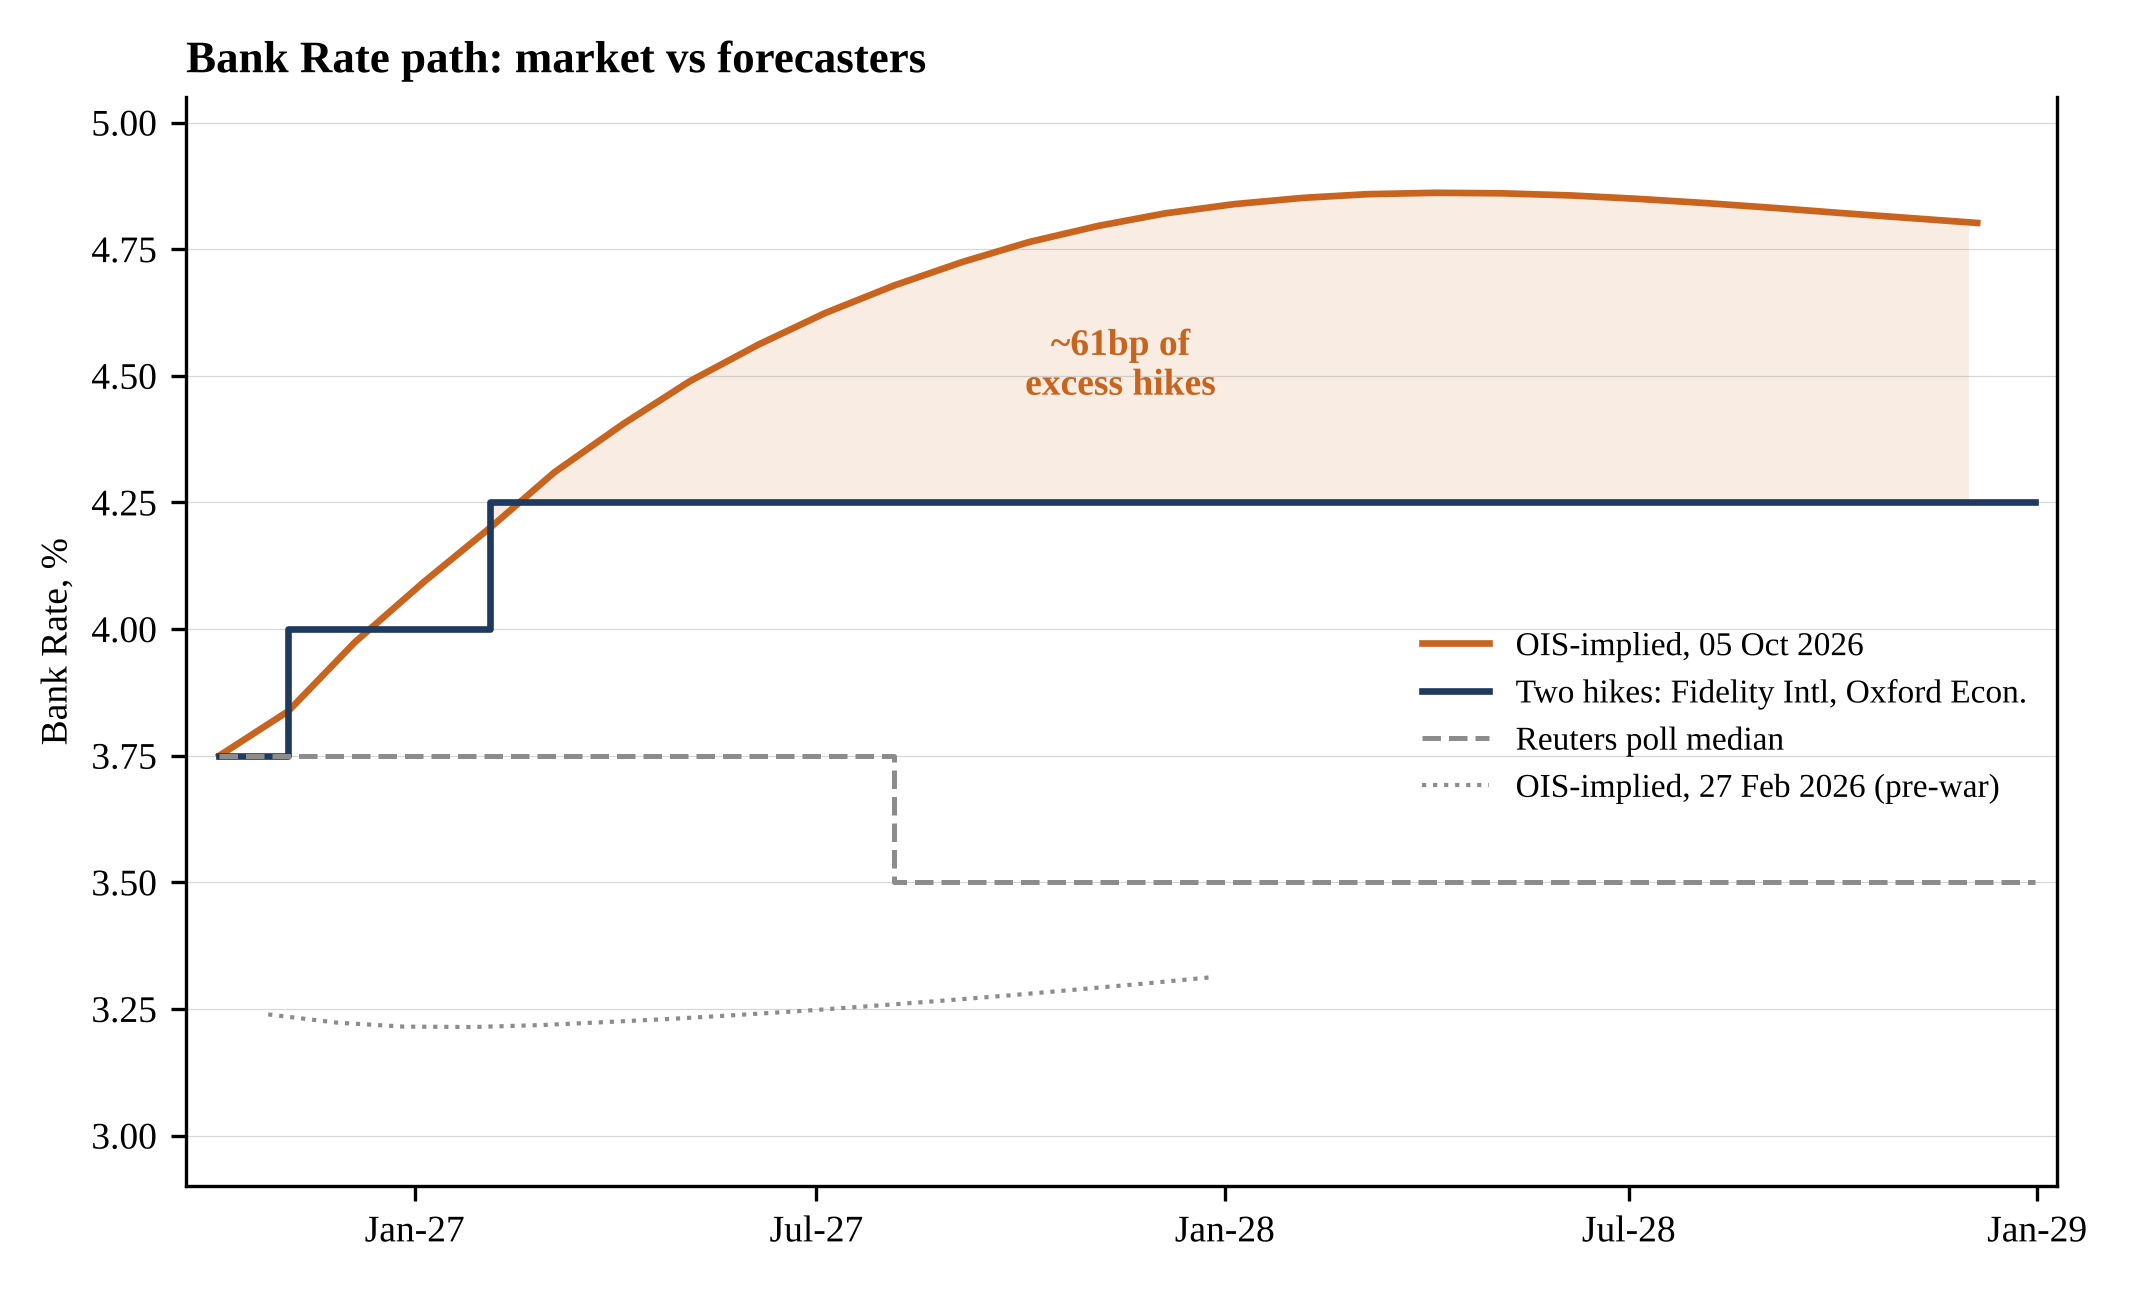 Bank Rate path: market vs forecasters
5.00
4.75
4.50
4.25
4.00
3.75
3.50
3.25
3.00
Bank Rate, %
~61bp of
excess hikes
OIS-implied, 05 Oct 2026
Two hikes: Fidelity Intl, Oxford Econ.
Reuters poll median
OIS-implied, 27 Feb 2026 (pre-war)
Jan-27
Jul-27
Jan-28
Jul-28
Jan-29